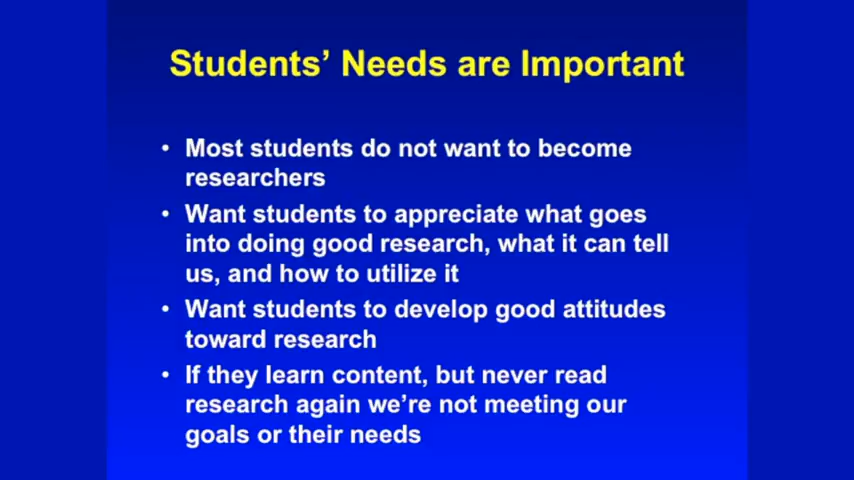 Students’ Needs are Important
• Most students do not want to become
researchers
• Want students to appreciate what goes
into doing good research, what it can tell
us, and how to utilize it
• Want students to develop good attitudes
toward research
• If they learn content, but never read
research again we’re not meeting our
goals or their needs